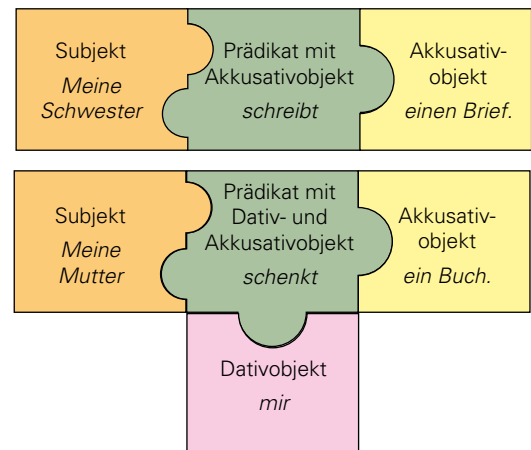 Subjekt
Meine
Schwester
Prädikat mit
Akkusativobjekt
schreibt
Akkusativ-
objekt
einen Brief.
Subjekt
Meine
Mutter
Prädikat mit
Dativ- und
Akkusativobjekt
schenkt
Akkusativ-
objekt
ein Buch.
Dativobjekt
mir